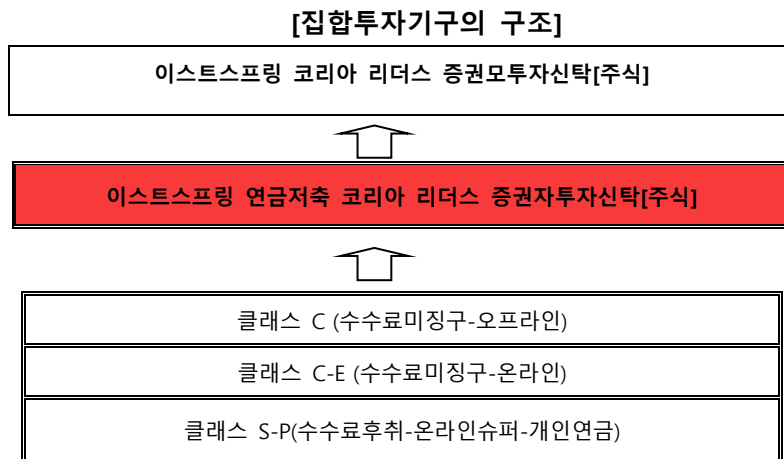 [집합투자기구의 구조]
이스트스프링 코리아 리더스 증권모투자신탁[주식]
이스트스프링 연금저축 코리아 리더스 증권자투자신탁[주식]
클래스 C (수수료미징구-오프라인)
클래스 C-E (수수료미징구-온라인)
클래스 S-P(수수료후취-온라인슈퍼-개인연금)